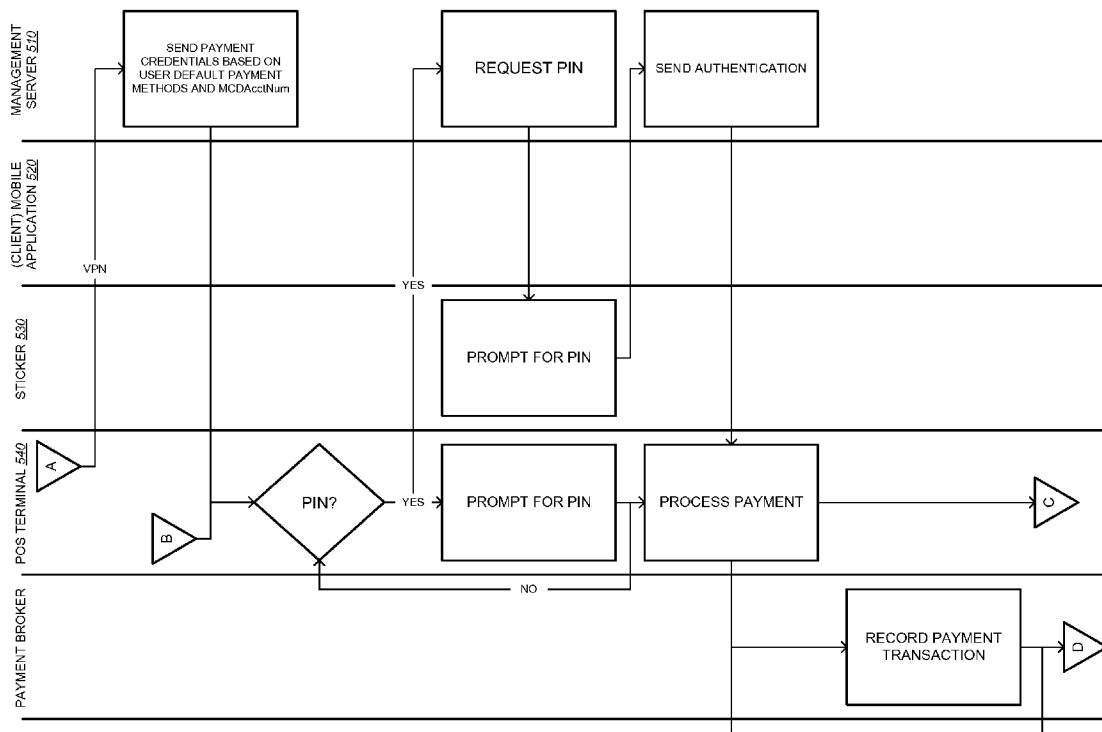 MANAGEMENT
SERVER 510
SEND PAYMENT
CREDENTIALS BASED ON
USER DEFAULT PAYMENT
METHODS AND MCDAcctNum
REQUEST PIN
SEND AUTHENTICATION
(CLIENT) MOBILE
APPLICATION 520
VPN
YES
STICKER 530
PROMPT FOR PIN
POS TERMINAL 540
A
B
PIN?
YES
PROMPT FOR PIN
PROCESS PAYMENT
C
NO
PAYMENT BROKER
RECORD PAYMENT
TRANSACTION
D